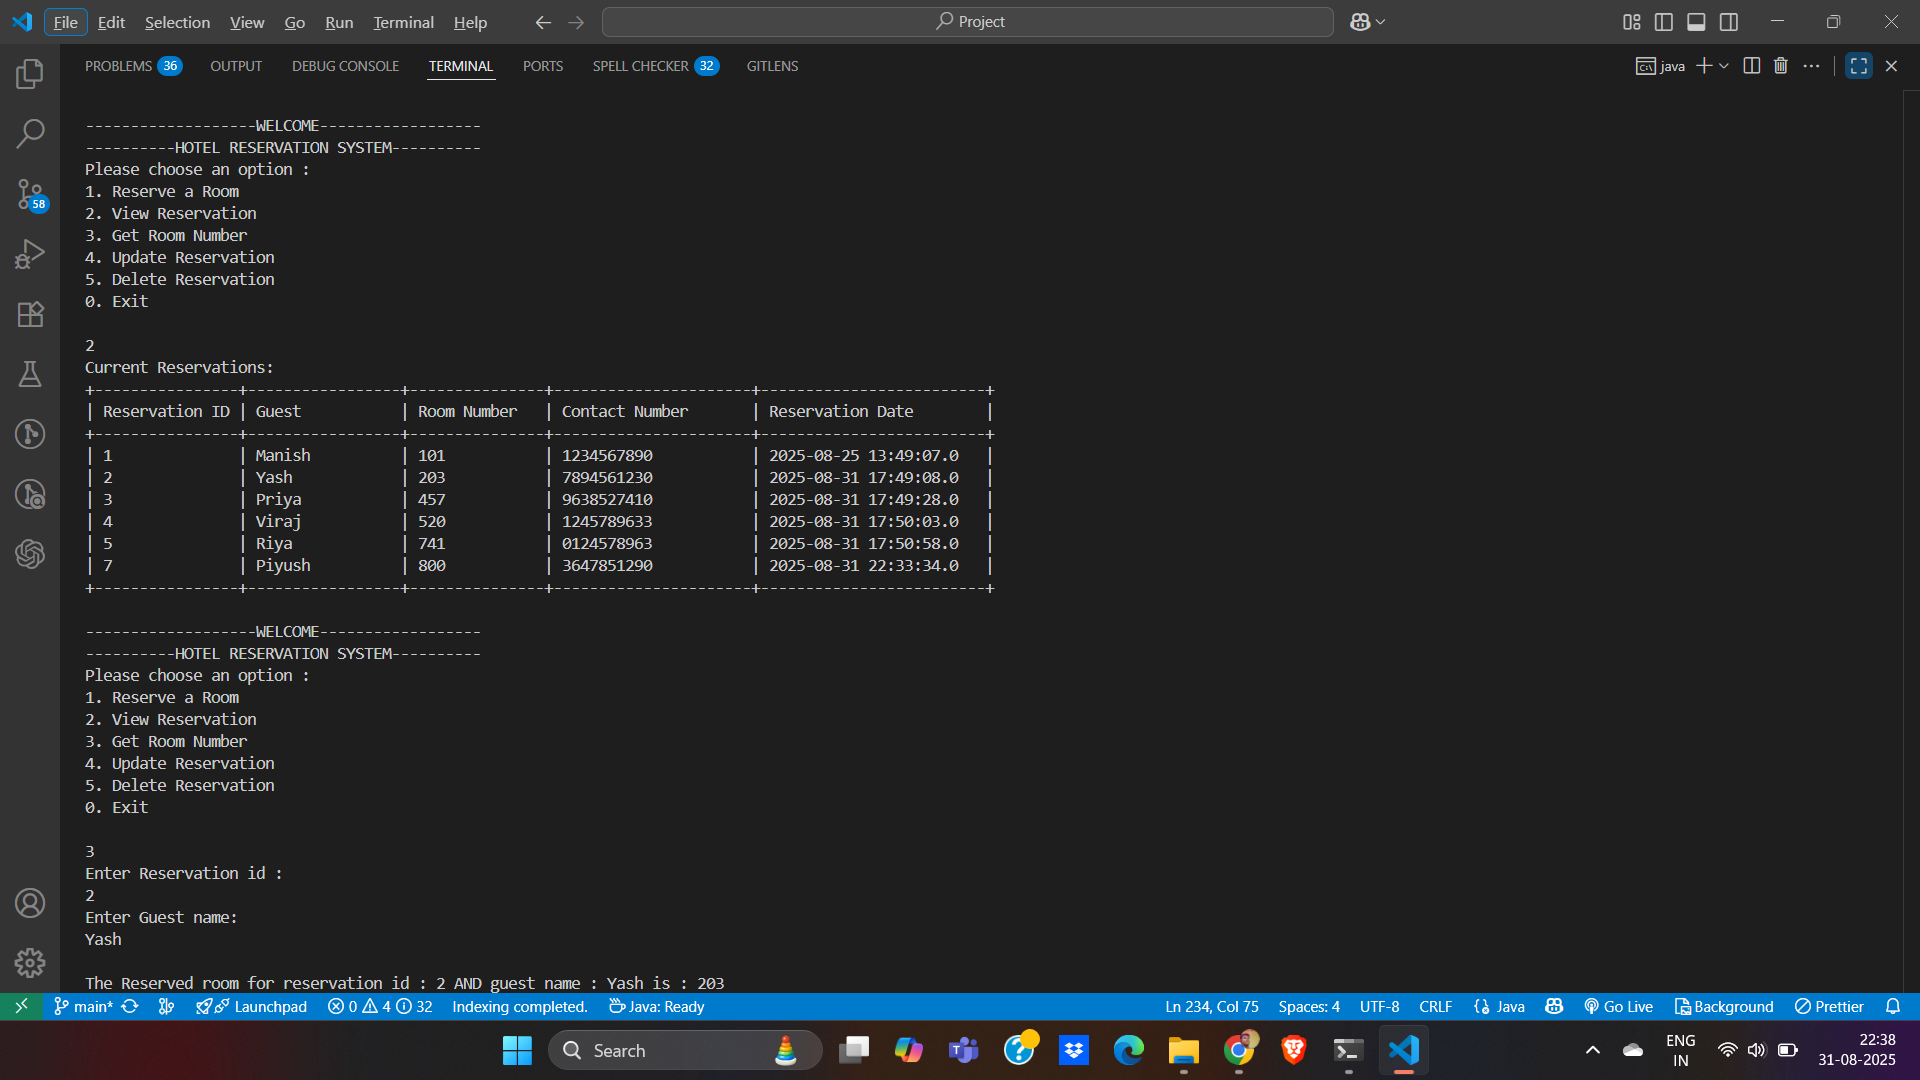 File Edit Selection View Go Run Terminal Help Project
PROBLEMS 36 OUTPUT DEBUG CONSOLE TERMINAL PORTS SPELL CHECKER 32 GITLENS java
-------------------WELCOME------------------
----------HOTEL RESERVATION SYSTEM----------
Please choose an option :
1. Reserve a Room
2. View Reservation
3. Get Room Number
4. Update Reservation
5. Delete Reservation
0. Exit
2
Current Reservations:
+----------------+-----------------+---------------+----------------------+-------------------------+
| Reservation ID | Guest           | Room Number   | Contact Number       | Reservation Date        |
+----------------+-----------------+---------------+----------------------+-------------------------+
| 1              | Manish          | 101           | 1234567890           | 2025-08-25 13:49:07.0   |
| 2              | Yash            | 203           | 7894561230           | 2025-08-31 17:49:08.0   |
| 3              | Priya           | 457           | 9638527410           | 2025-08-31 17:49:28.0   |
| 4              | Viraj           | 520           | 1245789633           | 2025-08-31 17:50:03.0   |
| 5              | Riya            | 741           | 0124578963           | 2025-08-31 17:50:58.0   |
| 7              | Piyush          | 800           | 3647851290           | 2025-08-31 22:33:34.0   |
+----------------+-----------------+---------------+----------------------+-------------------------+
-------------------WELCOME------------------
----------HOTEL RESERVATION SYSTEM----------
Please choose an option :
1. Reserve a Room
2. View Reservation
3. Get Room Number
4. Update Reservation
5. Delete Reservation
0. Exit
3
Enter Reservation id :
2
Enter Guest name:
Yash
The Reserved room for reservation id : 2 AND guest name : Yash is : 203
58
main* Launchpad 0 4 32 Indexing completed. Java: Ready Ln 234, Col 75 Spaces: 4 UTF-8 CRLF Java Go Live Background Prettier
Search ENG 22:38
IN 31-08-2025